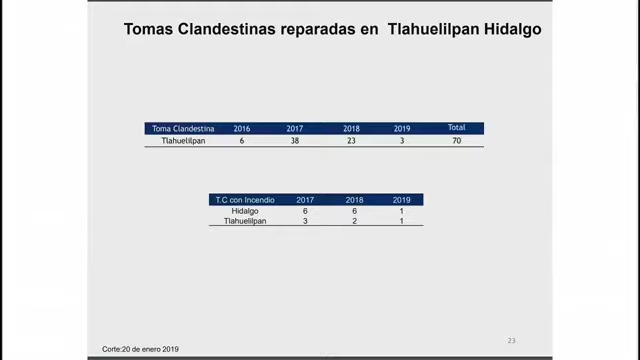 Tomas Clandestinas reparadas en Tlahuelilpan Hidalgo
Toma Clandestina 2016 2017 2018 2019 Total
Tlahuelilpan 6 38 23 3 70
T.C con Incendio 2017 2018 2019
Hidalgo 6 6 1
Tlahuelilpan 3 2 1
23
Corte:20 de enero 2019